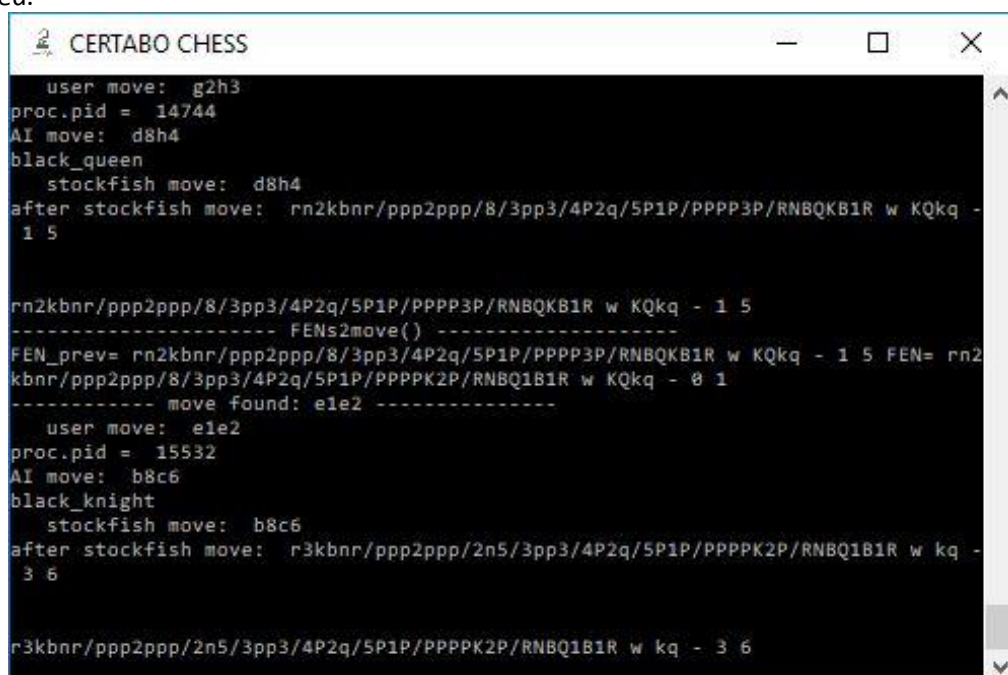 CERTABO CHESS
user move:  g2h3
proc.pid =  14744
AI move:  d8h4
black_queen
stockfish move:  d8h4
after stockfish move:  rn2kbnr/ppp2ppp/8/3pp3/4P2q/5P1P/PPPP3P/RNBQKB1R w KQkq -
1 5
rn2kbnr/ppp2ppp/8/3pp3/4P2q/5P1P/PPPP3P/RNBQKB1R w KQkq - 1 5
---------------------- FENs2move() --------------------
FEN_prev= rn2kbnr/ppp2ppp/8/3pp3/4P2q/5P1P/PPPP3P/RNBQKB1R w KQkq - 1 5 FEN= rn2
kbnr/ppp2ppp/8/3pp3/4P2q/5P1P/PPPPK2P/RNBQ1B1R w KQkq - 0 1
------------ move found: e1e2 ---------------
user move:  e1e2
proc.pid =  15532
AI move:  b8c6
black_knight
stockfish move:  b8c6
after stockfish move:  r3kbnr/ppp2ppp/2n5/3pp3/4P2q/5P1P/PPPPK2P/RNBQ1B1R w kq -
3 6
r3kbnr/ppp2ppp/2n5/3pp3/4P2q/5P1P/PPPPK2P/RNBQ1B1R w kq - 3 6